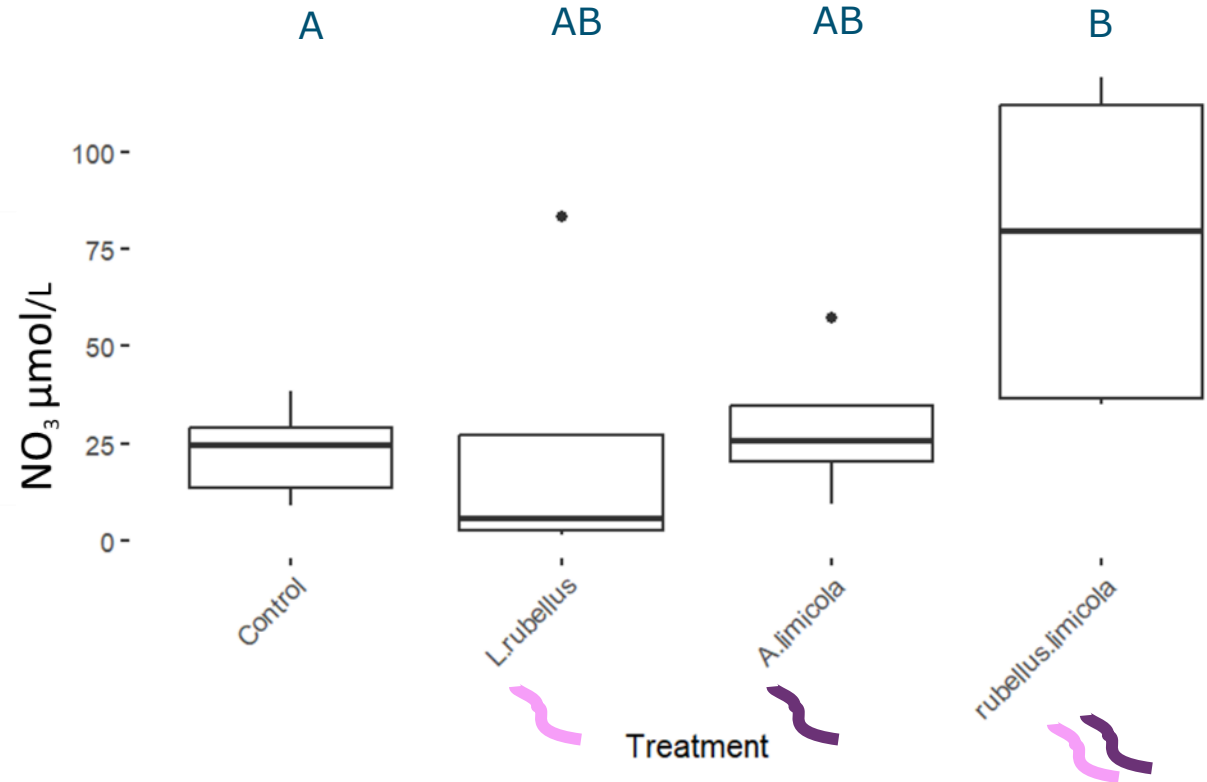 A AB AB B
100
75
50
25
0
NO₃ µmol/L
Control L.rubellus A.limicola rubellus.limicola
Treatment